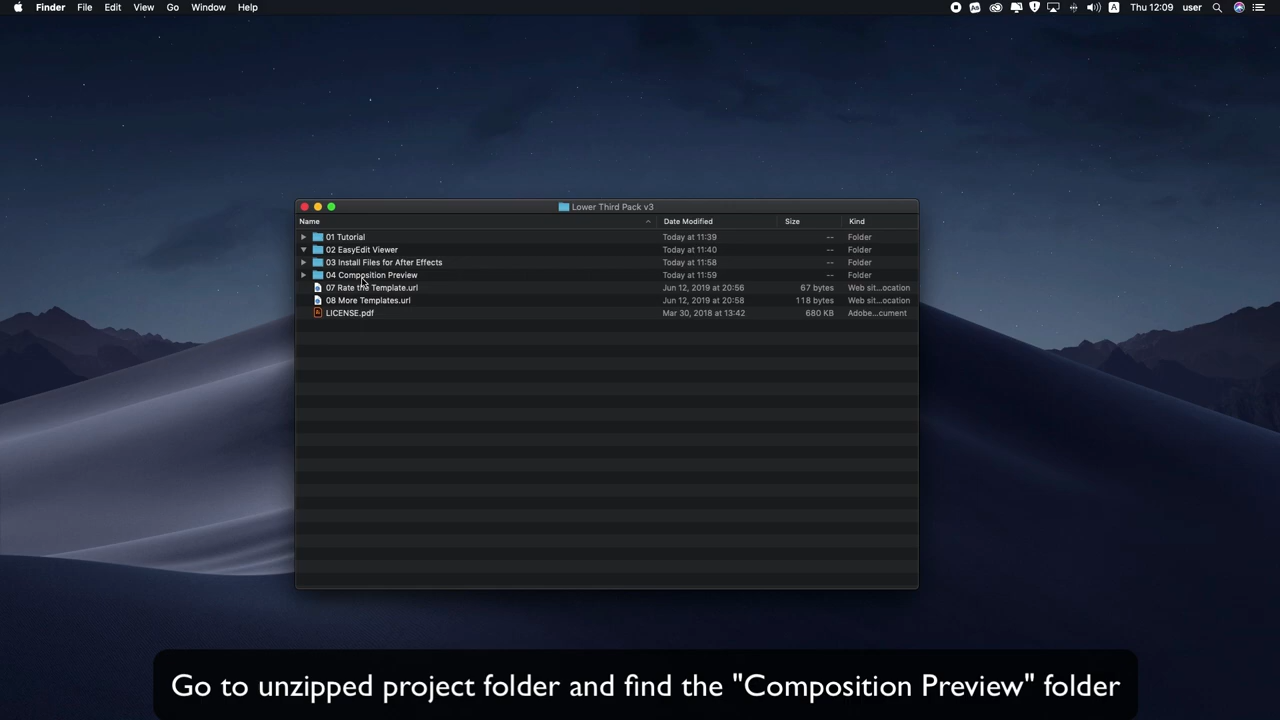 Finder File Edit View Go Window Help
A Thu 12:09 user
Lower Third Pack v3
Name Date Modified Size Kind
01 Tutorial Today at 11:39 -- Folder
02 EasyEdit Viewer Today at 11:40 -- Folder
03 Install Files for After Effects Today at 11:58 -- Folder
04 Composition Preview Today at 11:59 -- Folder
07 Rate the Template.url Jun 12, 2019 at 20:56 67 bytes Web sit...ocation
08 More Templates.url Jun 12, 2019 at 20:58 118 bytes Web sit...ocation
LICENSE.pdf Mar 30, 2018 at 13:42 680 KB Adobe...cument
Go to unzipped project folder and find the "Composition Preview" folder